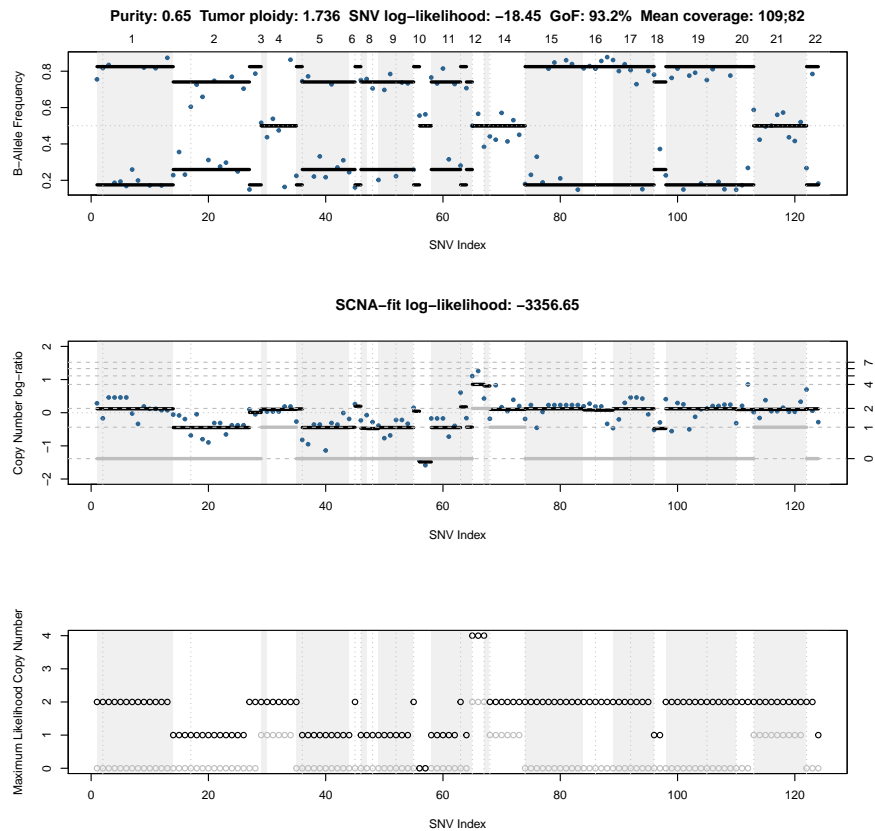 Purity: 0.65 Tumor ploidy: 1.736 SNV log−likelihood: −18.45 GoF: 93.2% Mean coverage: 109;82
1 2 3 4 5 6 8 9 10 11 12 14 15 16 17 18 19 20 21 22
B−Allele Frequency
0.8
0.6
0.4
0.2
0 20 40 60 80 100 120
SNV Index
SCNA−fit log−likelihood: −3356.65
Copy Number log−ratio
2
1
0
−1
−2
7
4
2
1
0
0 20 40 60 80 100 120
SNV Index
Maximum Likelihood Copy Number
4
3
2
1
0
0 20 40 60 80 100 120
SNV Index